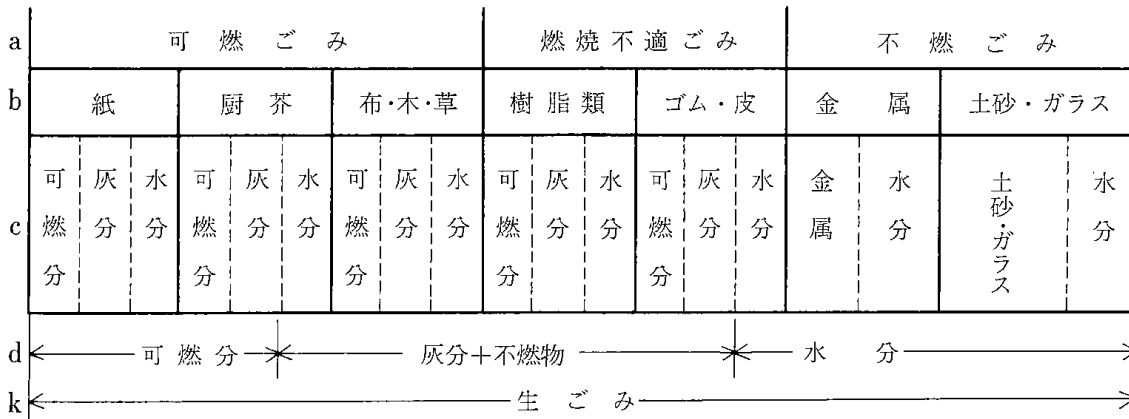 a 可燃ごみ 燃焼不適ごみ 不燃ごみ
b 紙 厨芥 布・木・草 樹脂類 ゴム・皮 金属 土砂・ガラス
c 可燃分 灰分 水分 可燃分 灰分 水分 可燃分 灰分 水分 可燃分 灰分 水分 可燃分 灰分 水分 金属 水分 土砂・ガラス 水分
d 可燃分 灰分+不燃物 水分
k 生ごみ